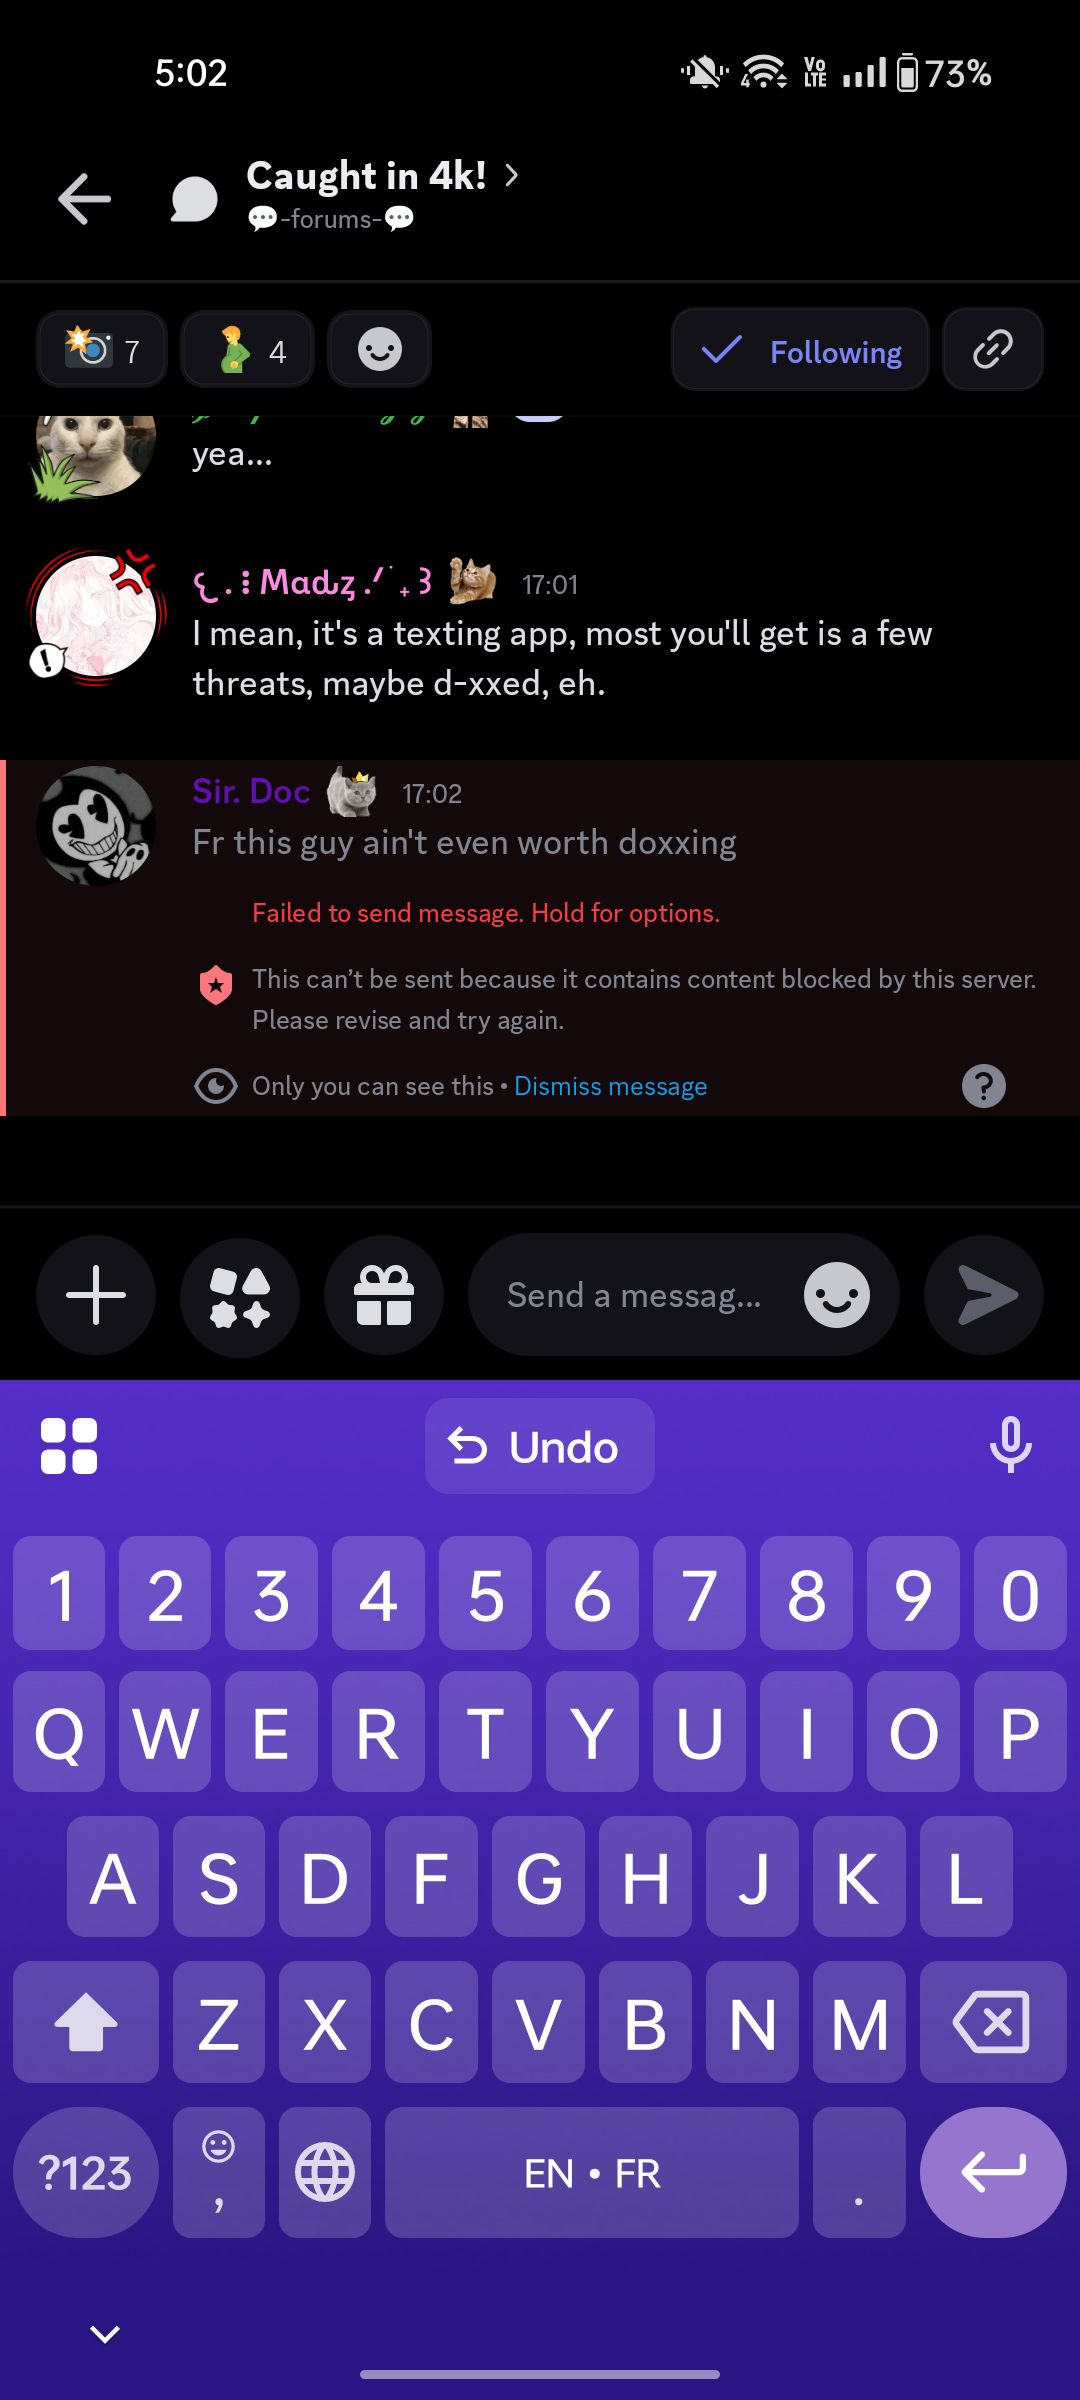 5:02
4 Vo LTE 73%
Caught in 4k!
-forums-
7 4 Following
yea...
Madz 17:01
I mean, it's a texting app, most you'll get is a few
threats, maybe d-xxed, eh.
Sir. Doc 17:02
Fr this guy ain't even worth doxxing
Failed to send message. Hold for options.
This can’t be sent because it contains content blocked by this server.
Please revise and try again.
Only you can see this • Dismiss message
Send a messag...
Undo
1 2 3 4 5 6 7 8 9 0
Q W E R T Y U I O P
A S D F G H J K L
Z X C V B N M
?123 , EN • FR .